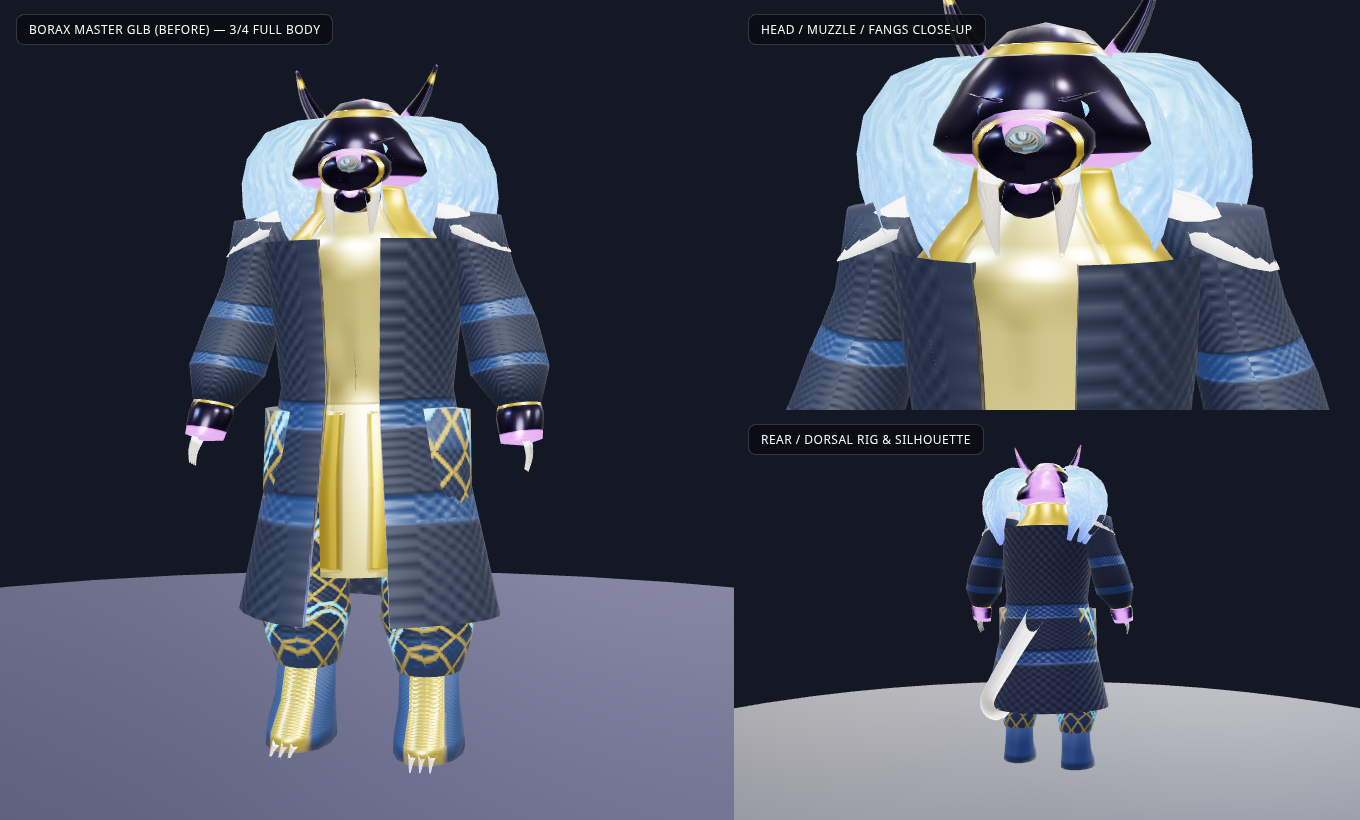 BORAX MASTER GLB (BEFORE) — 3/4 FULL BODY
HEAD / MUZZLE / FANGS CLOSE-UP
REAR / DORSAL RIG & SILHOUETTE